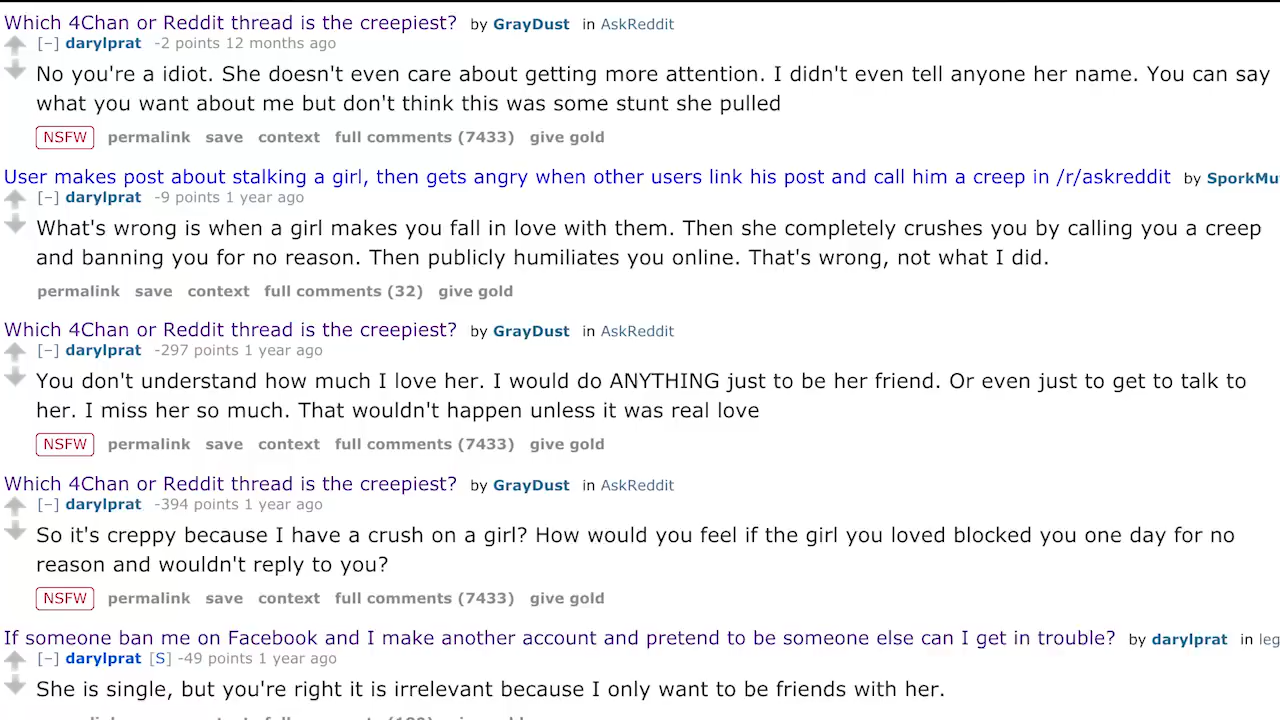 Which 4Chan or Reddit thread is the creepiest? by GrayDust in AskReddit
[–] darylprat -2 points 12 months ago
No you're a idiot. She doesn't even care about getting more attention. I didn't even tell anyone her name. You can say
what you want about me but don't think this was some stunt she pulled
NSFW permalink save context full comments (7433) give gold
User makes post about stalking a girl, then gets angry when other users link his post and call him a creep in /r/askreddit by SporkMu
[–] darylprat -9 points 1 year ago
What's wrong is when a girl makes you fall in love with them. Then she completely crushes you by calling you a creep
and banning you for no reason. Then publicly humiliates you online. That's wrong, not what I did.
permalink save context full comments (32) give gold
Which 4Chan or Reddit thread is the creepiest? by GrayDust in AskReddit
[–] darylprat -297 points 1 year ago
You don't understand how much I love her. I would do ANYTHING just to be her friend. Or even just to get to talk to
her. I miss her so much. That wouldn't happen unless it was real love
NSFW permalink save context full comments (7433) give gold
Which 4Chan or Reddit thread is the creepiest? by GrayDust in AskReddit
[–] darylprat -394 points 1 year ago
So it's creppy because I have a crush on a girl? How would you feel if the girl you loved blocked you one day for no
reason and wouldn't reply to you?
NSFW permalink save context full comments (7433) give gold
If someone ban me on Facebook and I make another account and pretend to be someone else can I get in trouble? by darylprat in leg
[–] darylprat [S] -49 points 1 year ago
She is single, but you're right it is irrelevant because I only want to be friends with her.